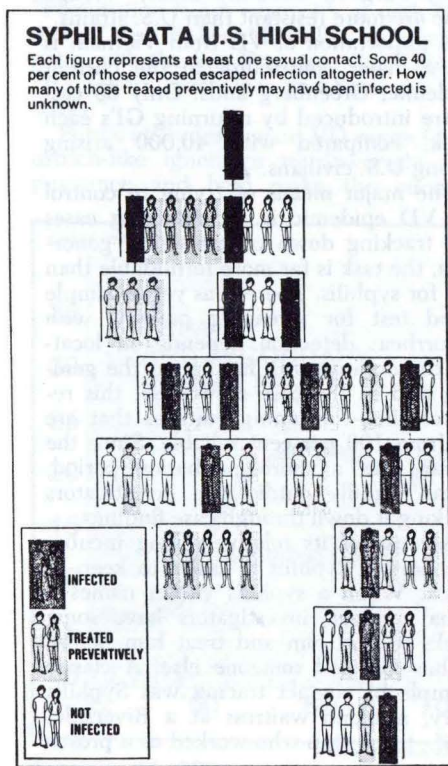 SYPHILIS AT A U.S. HIGH SCHOOL
Each figure represents at least one sexual contact. Some 40
per cent of those exposed escaped infection altogether. How
many of those treated preventively may have been infected is
unknown.
INFECTED
TREATED
PREVENTIVELY
NOT
INFECTED